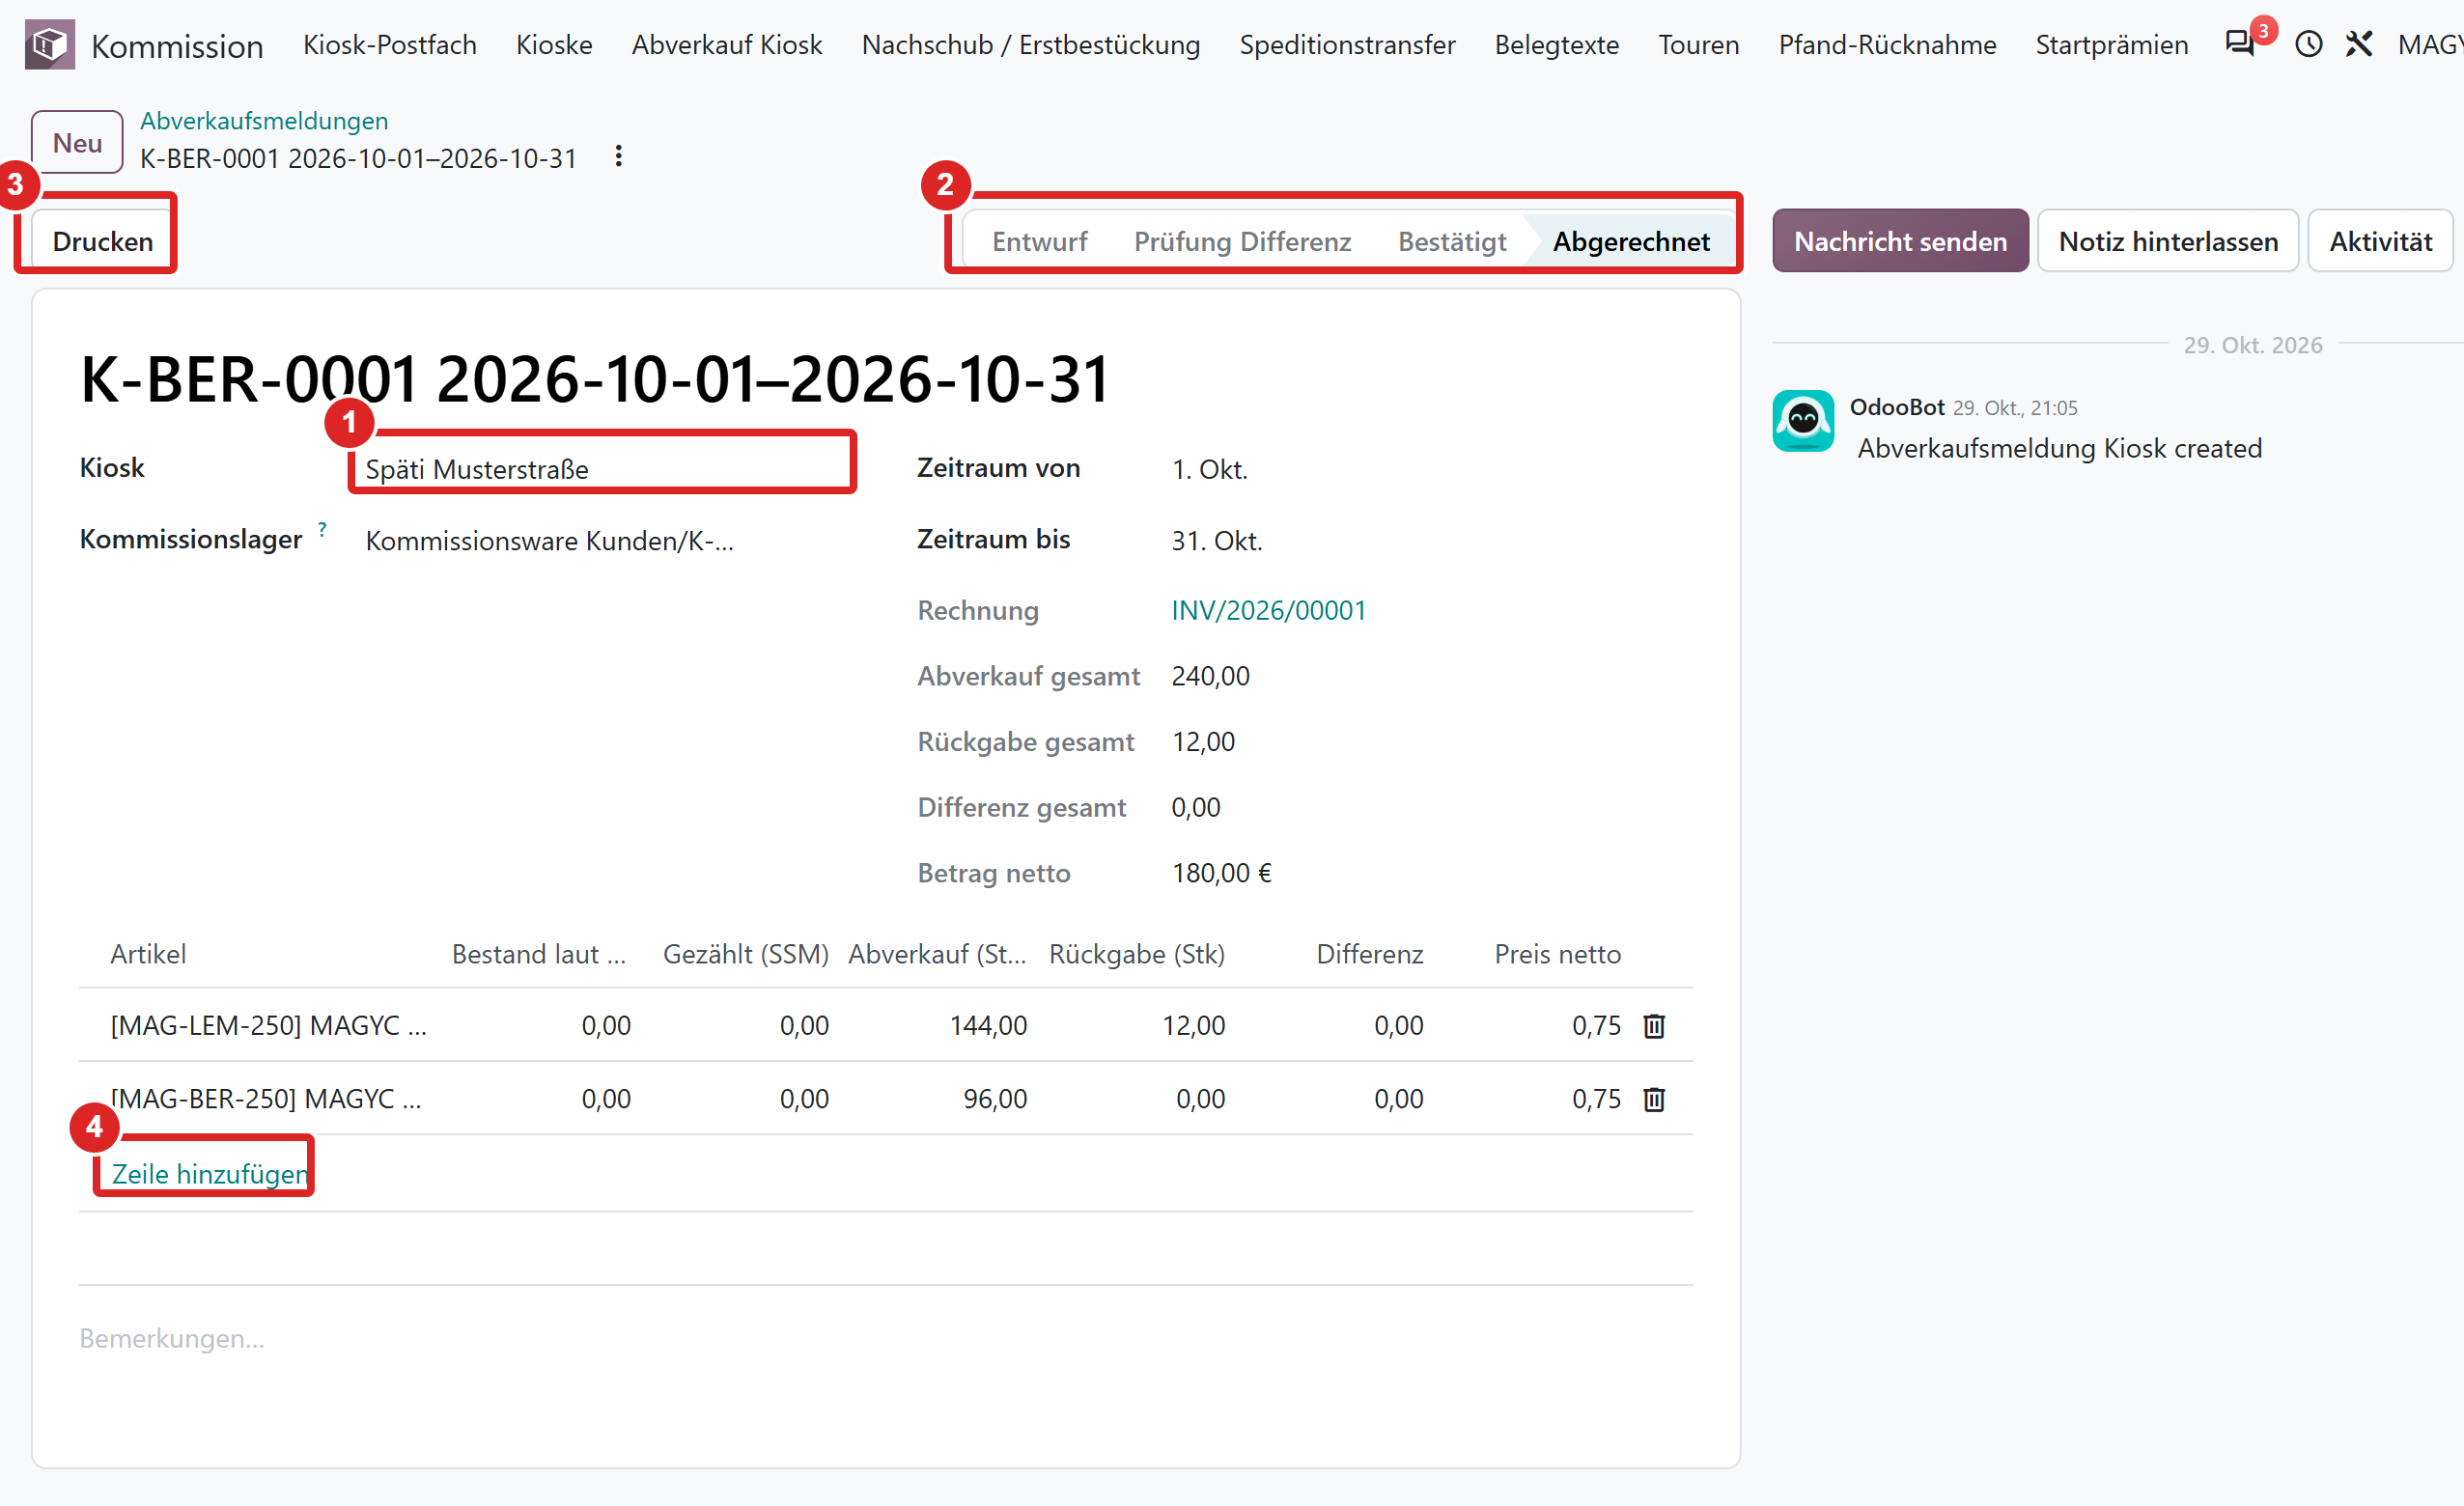 Kommission Kiosk-Postfach Kioske Abverkauf Kiosk Nachschub / Erstbestückung Speditionstransfer Belegtexte Touren Pfand-Rücknahme Startprämien 3
Neu
Abverkaufsmeldungen
K-BER-0001 2026-10-01–2026-10-31
3
2
Drucken
Entwurf Prüfung Differenz Bestätigt Abgerechnet
Nachricht senden Notiz hinterlassen Aktivität
K-BER-0001 2026-10-01–2026-10-31
1
Kiosk Späti Musterstraße
Kommissionslager ? Kommissionsware Kunden/K-...
Zeitraum von 1. Okt.
Zeitraum bis 31. Okt.
Rechnung INV/2026/00001
Abverkauf gesamt 240,00
Rückgabe gesamt 12,00
Differenz gesamt 0,00
Betrag netto 180,00 €
Artikel Bestand laut ... Gezählt (SSM) Abverkauf (St... Rückgabe (Stk) Differenz Preis netto
[MAG-LEM-250] MAGYC ... 0,00 0,00 144,00 12,00 0,00 0,75
[MAG-BER-250] MAGYC ... 0,00 0,00 96,00 0,00 0,00 0,75
4
Zeile hinzufügen
Bemerkungen...
29. Okt. 2026
OdooBot 29. Okt., 21:05
Abverkaufsmeldung Kiosk created